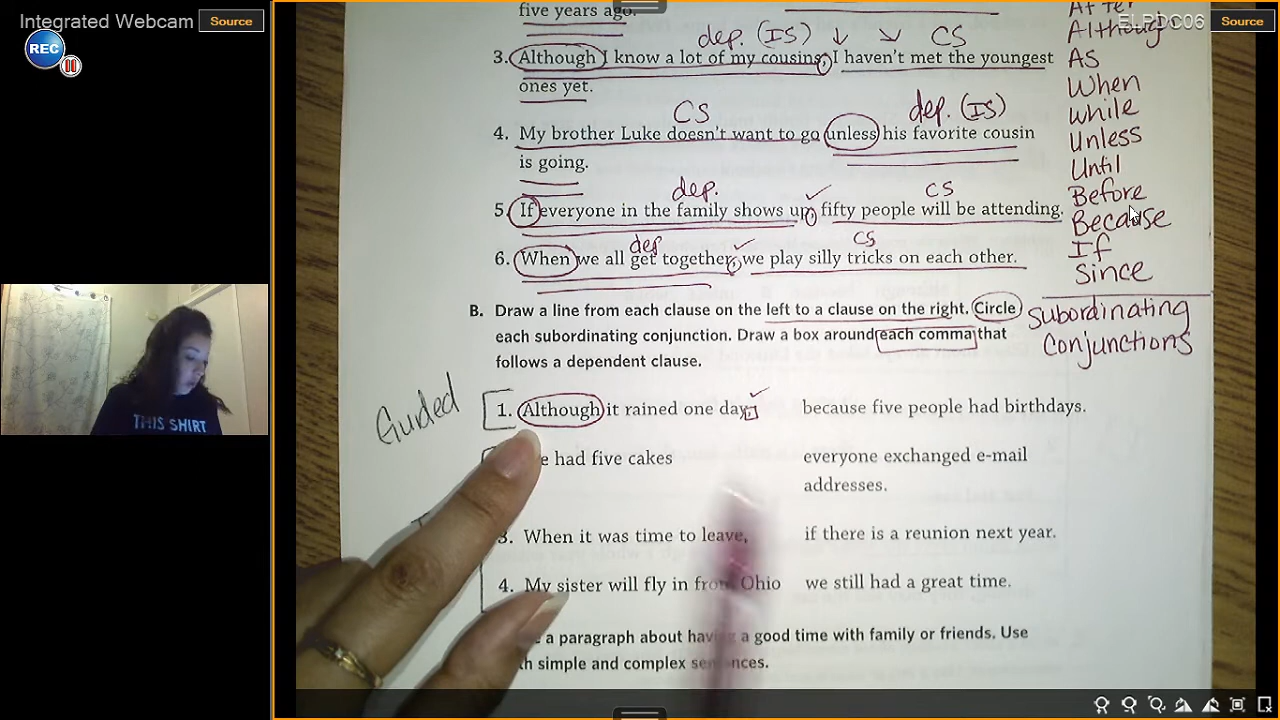 Integrated Webcam Source
REC
ELPDC06 Source
five years ago.
dep. (IS) CS
3. Although I know a lot of my cousins, I haven't met the youngest
ones yet.
CS dep. (IS)
4. My brother Luke doesn't want to go unless his favorite cousin
is going.
dep. CS
5. If everyone in the family shows up, fifty people will be attending.
dep CS
6. When we all get together, we play silly tricks on each other.
After
Although
AS
When
while
Unless
Until
Before
Because
If
Since
Subordinating
Conjunctions
B. Draw a line from each clause on the left to a clause on the right. Circle
each subordinating conjunction. Draw a box around each comma that
follows a dependent clause.
Guided
1. Although it rained one day, because five people had birthdays.
e had five cakes everyone exchanged e-mail
addresses.
3. When it was time to leave, if there is a reunion next year.
4. My sister will fly in from Ohio we still had a great time.
a paragraph about having a good time with family or friends. Use
h simple and complex sentences.
THIS SHIRT